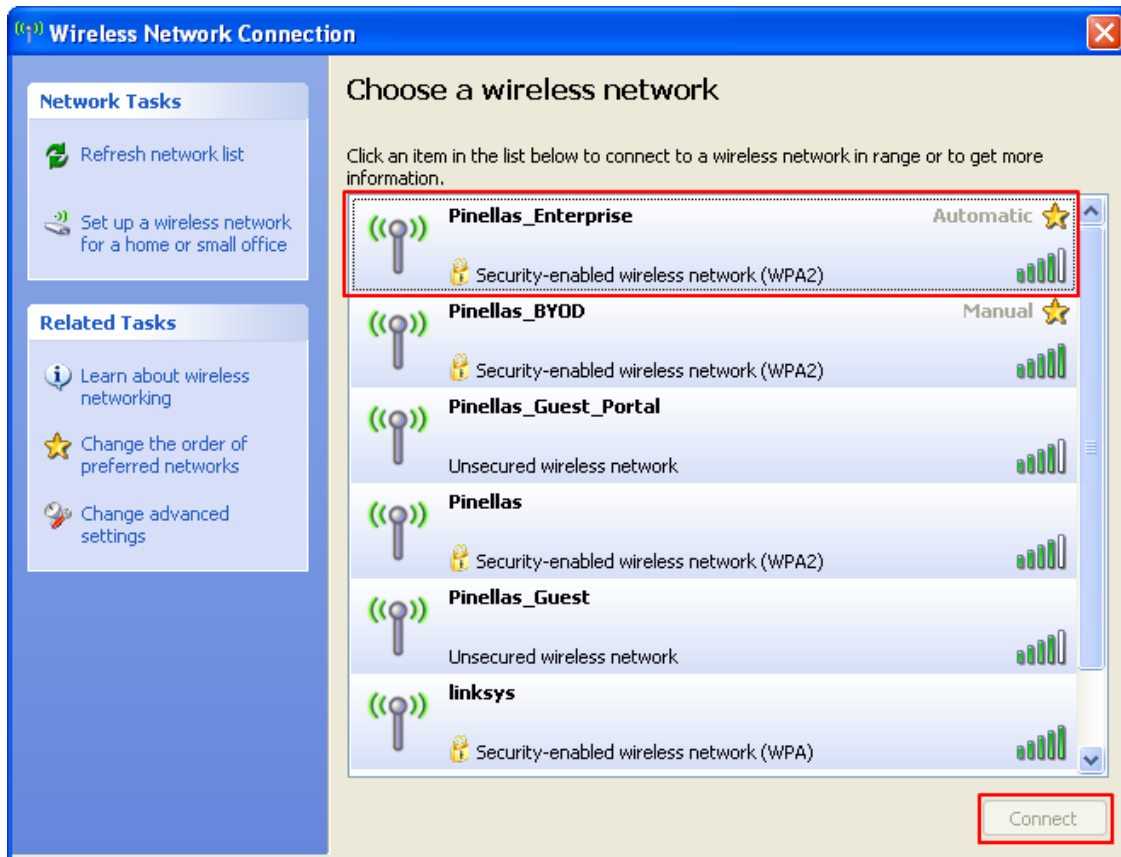 Wireless Network Connection
Network Tasks
Refresh network list
Set up a wireless network
for a home or small office
Related Tasks
Learn about wireless
networking
Change the order of
preferred networks
Change advanced
settings
Choose a wireless network
Click an item in the list below to connect to a wireless network in range or to get more
information.
Pinellas_Enterprise Automatic
Security-enabled wireless network (WPA2)
Pinellas_BYOD Manual
Security-enabled wireless network (WPA2)
Pinellas_Guest_Portal
Unsecured wireless network
Pinellas
Security-enabled wireless network (WPA2)
Pinellas_Guest
Unsecured wireless network
linksys
Security-enabled wireless network (WPA)
Connect